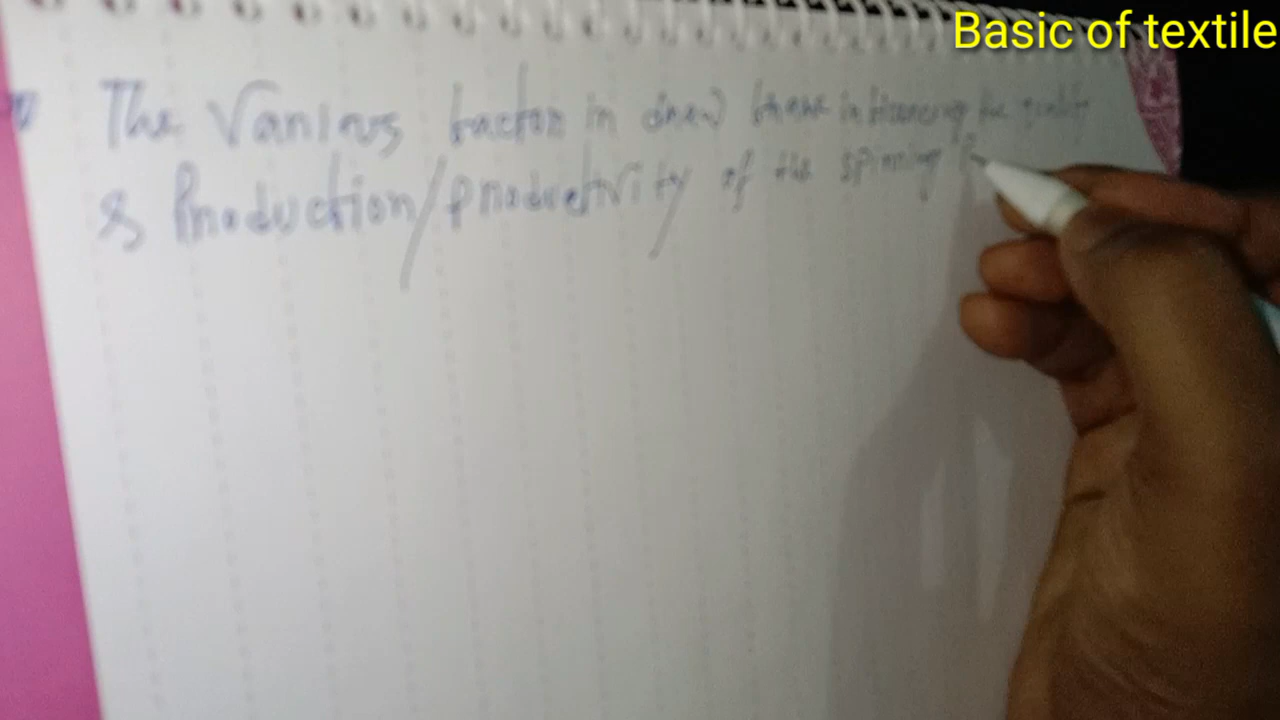 Basic of textile
The Various factor in draw frame influencing the quality
& Production/productivity of the spinning